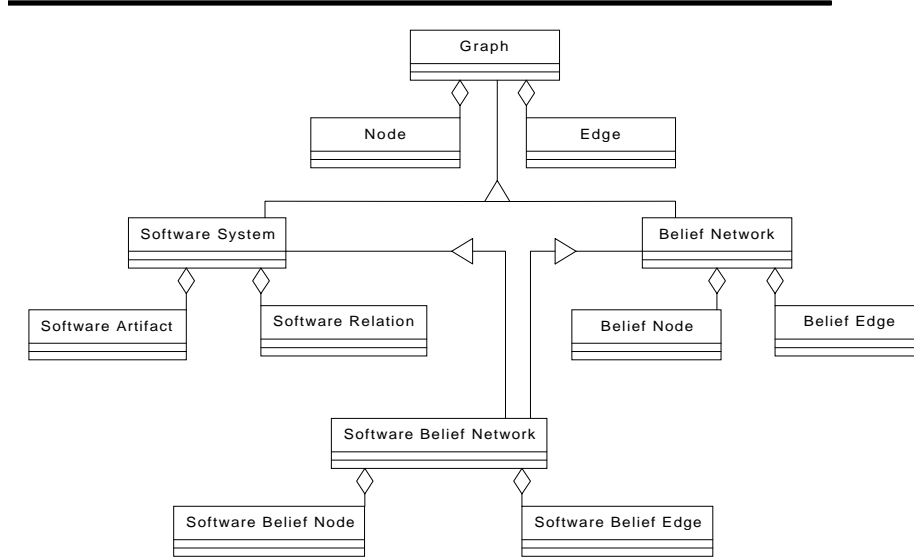 Graph
Node
Edge
Software System
Belief Network
Software Artifact
Software Relation
Belief Node
Belief Edge
Software Belief Network
Software Belief Node
Software Belief Edge